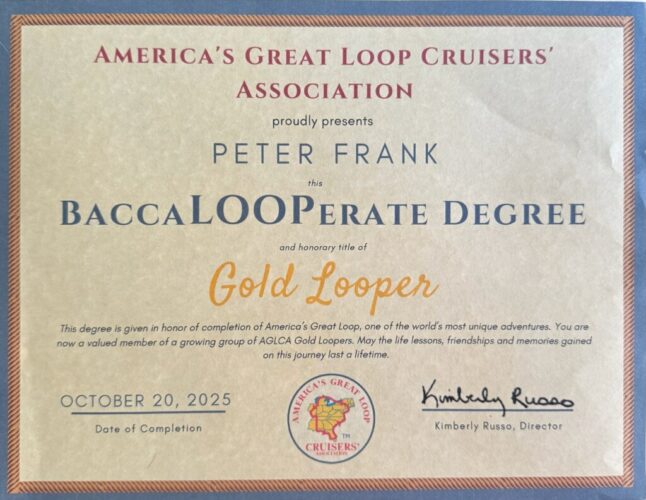 AMERICA'S GREAT LOOP CRUISERS'
ASSOCIATION
proudly presents
PETER FRANK
this
BACCALOOPERATE DEGREE
and honorary title of
Gold Looper
This degree is given in honor of completion of America's Great Loop, one of the world's most unique adventures. You are
now a valued member of a growing group of AGLCA Gold Loopers. May the life lessons, friendships and memories gained
on this journey last a lifetime.
OCTOBER 20, 2025
Date of Completion
AMERICA'S GREAT LOOP
TM
CRUISERS'
ASSOCIATION
Kimberly Russo
Kimberly Russo, Director